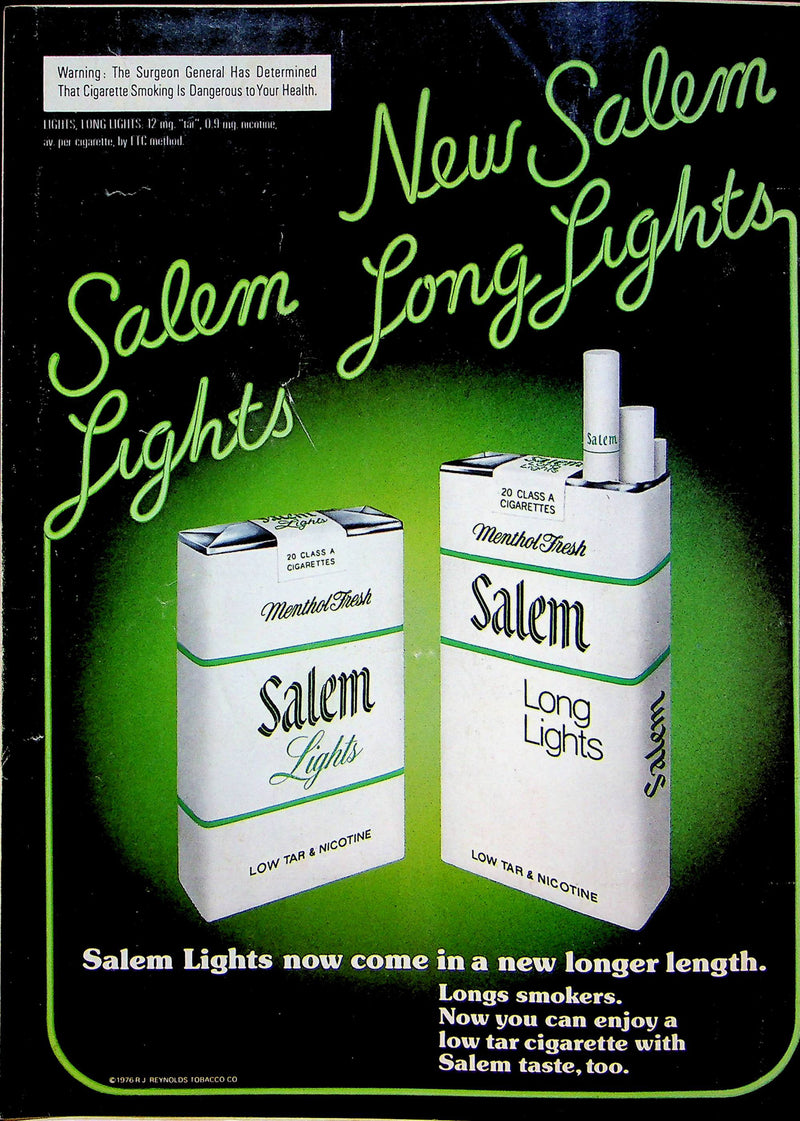 Warning: The Surgeon General Has Determined
That Cigarette Smoking Is Dangerous to Your Health.
LIGHTS, LONG LIGHTS: 12 mg. "tar", 0.9 mg. nicotine,
av. per cigarette, by FTC method.
New Salem
Long Lights
Salem
Lights
Salem
Lights
20 CLASS A
CIGARETTES
Menthol Fresh
Salem
Lights
LOW TAR & NICOTINE
Salem
Salem
Lights
20 CLASS A
CIGARETTES
Menthol Fresh
Salem
Long
Lights
Salem
LOW TAR & NICOTINE
Salem Lights now come in a new longer length.
Longs smokers.
Now you can enjoy a
low tar cigarette with
Salem taste, too.
©1976 R J REYNOLDS TOBACCO CO